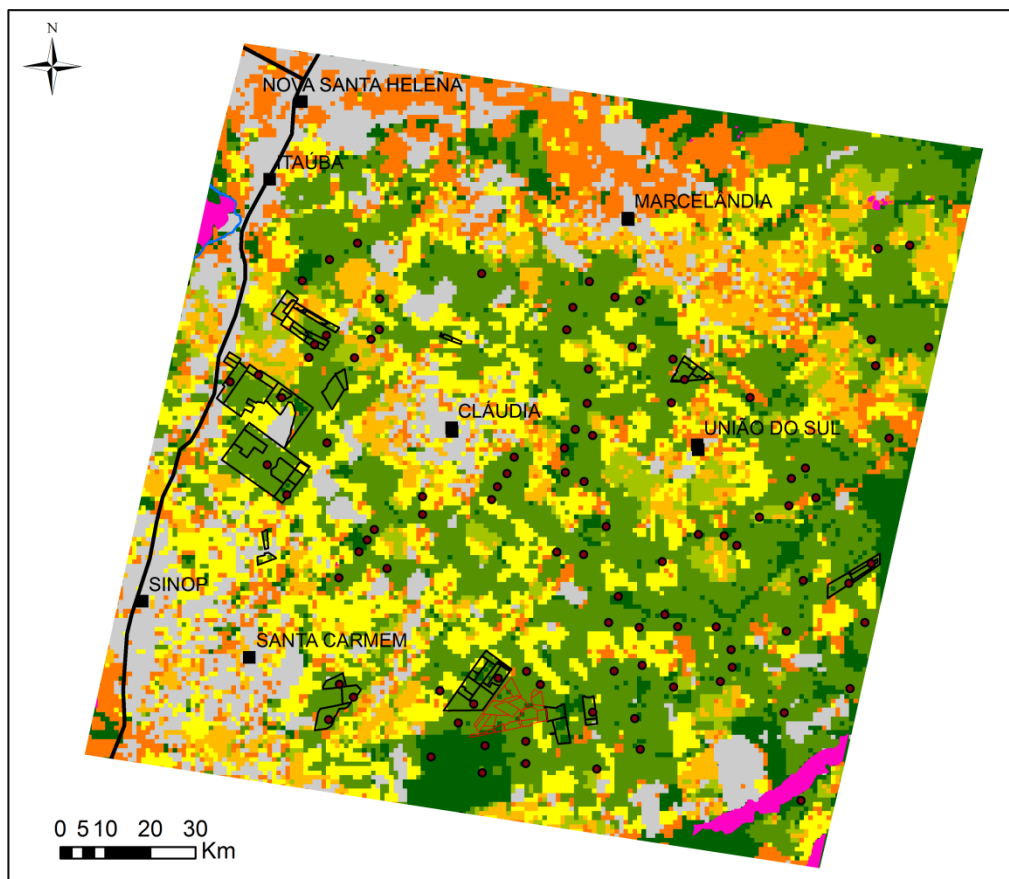 N
NOVA SANTA HELENA
ITAÚBA
MARCELÂNDIA
CLÁUDIA
UNIÃO DO SUL
SINOP
SANTA CARMEM
0 5 10 20 30
Km